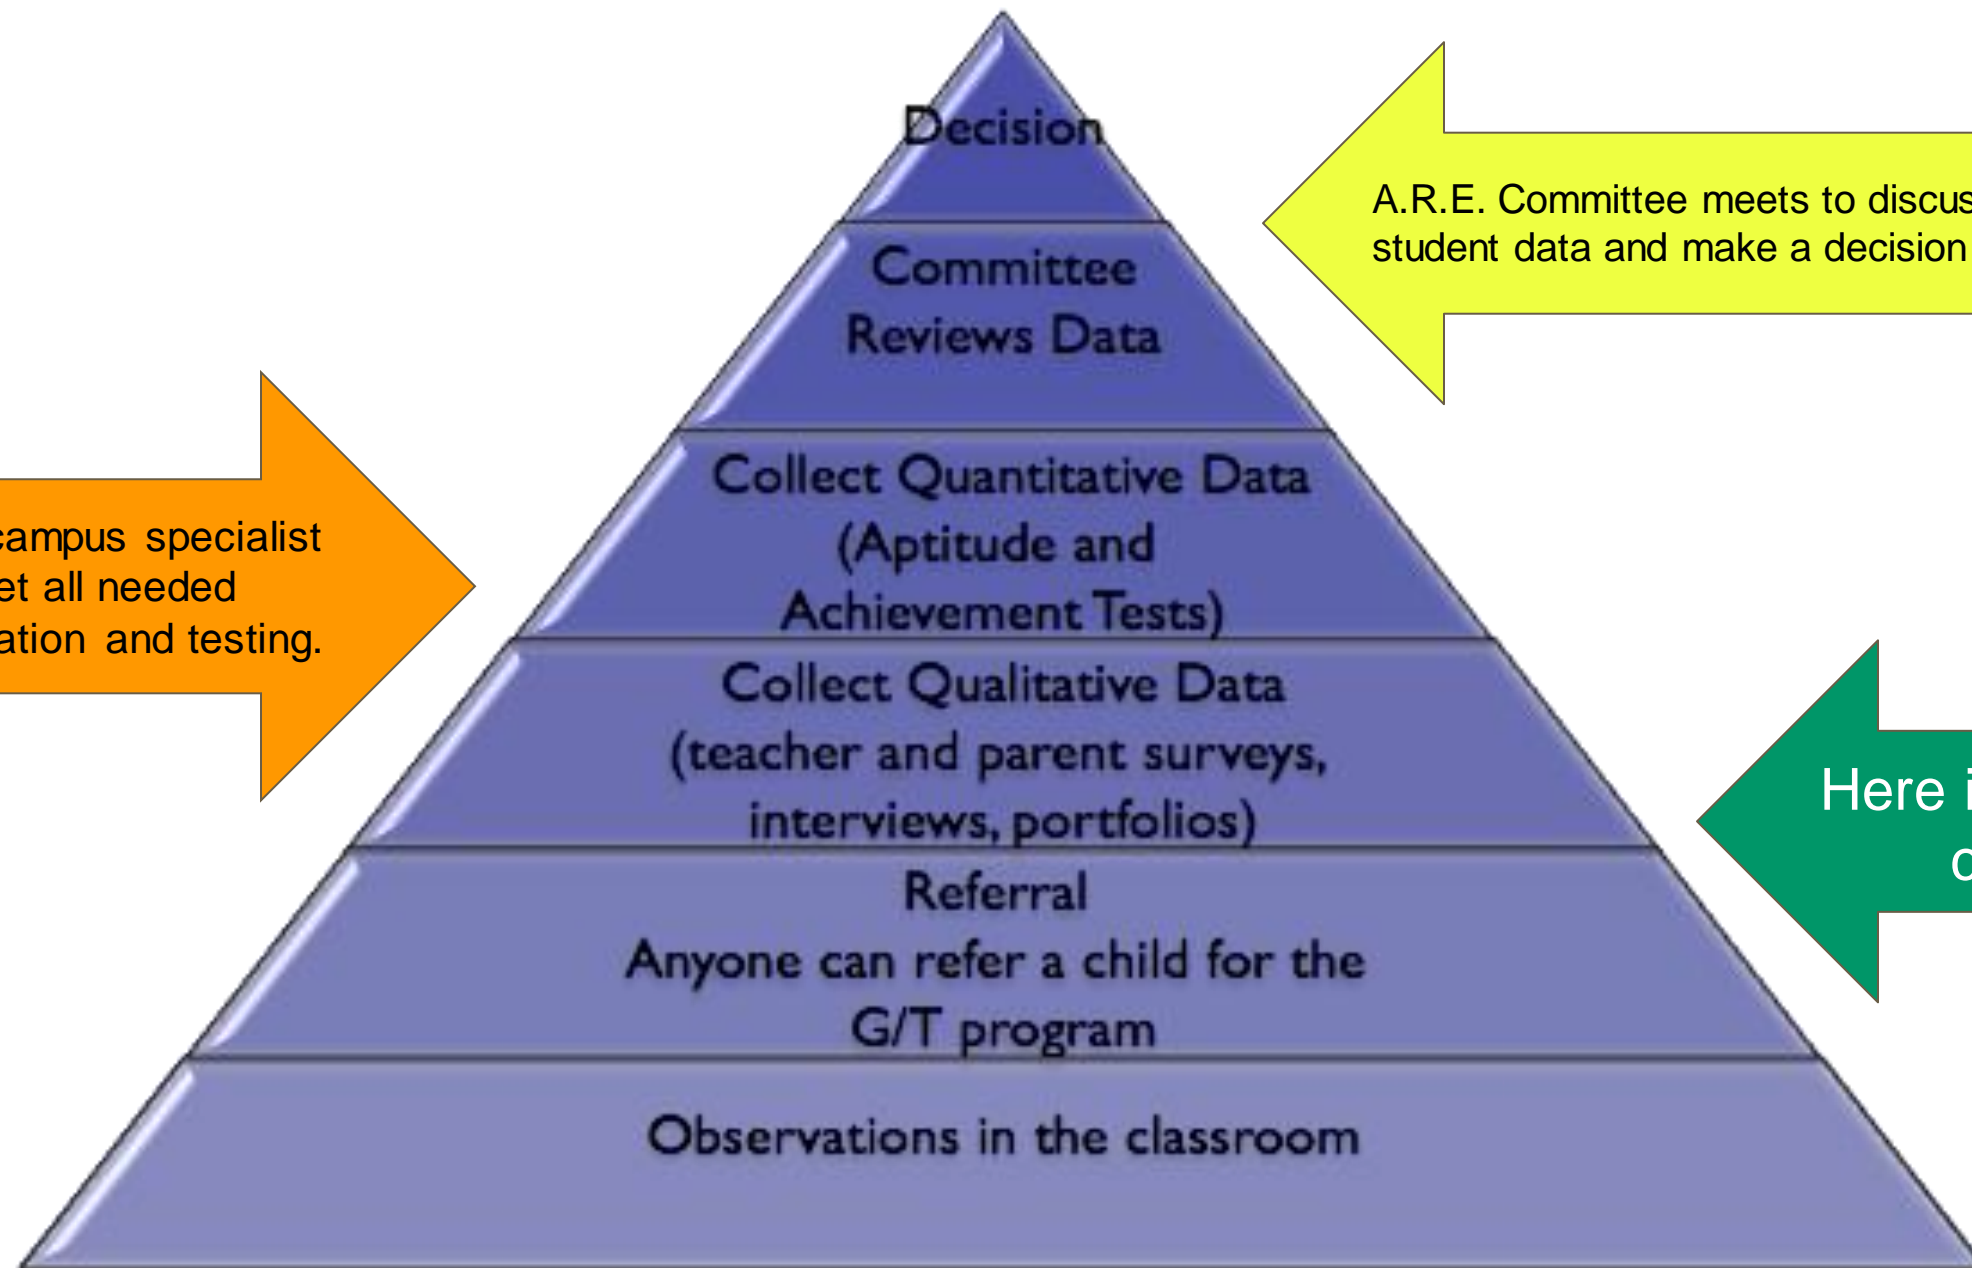 Decision
A.R.E. Committee meets to discus
student data and make a decision
Committee
Reviews Data
Collect Quantitative Data
(Aptitude and
Achievement Tests)
campus specialist
et all needed
ation and testing.
Collect Qualitative Data
(teacher and parent surveys,
interviews, portfolios)
Here i
Referral
Anyone can refer a child for the
G/T program
Observations in the classroom